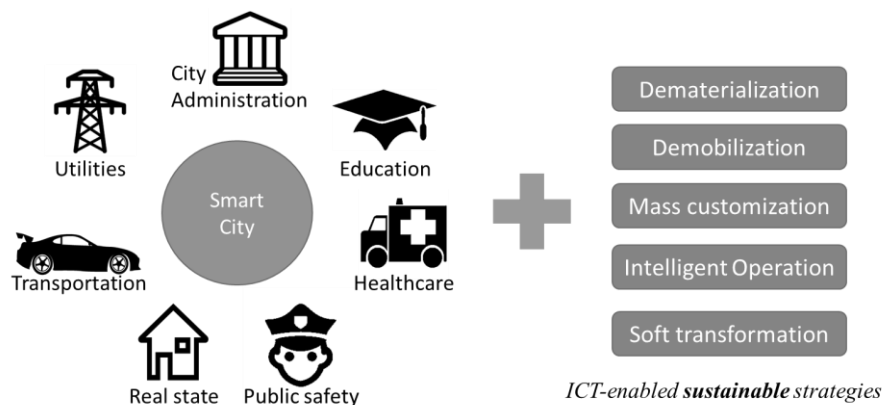 City
Administration
Utilities
Education
Smart
City
Transportation
Healthcare
Real state
Public safety
Dematerialization
Demobilization
Mass customization
Intelligent Operation
Soft transformation
ICT-enabled sustainable strategies